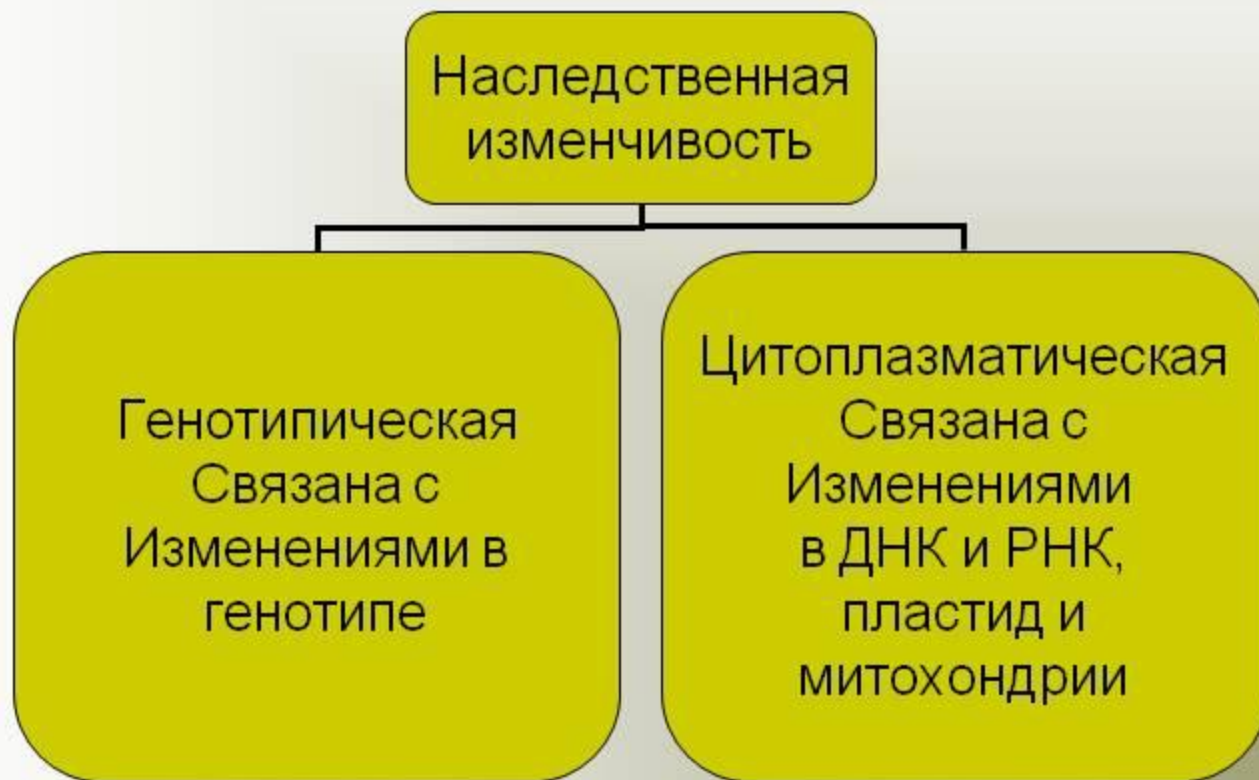 Наследственная
изменчивость
Генотипическая
Связана с
Изменениями в
генотипе
Цитоплазматическая
Связана с
Изменениями
в ДНК и РНК,
пластид и
митохондрии